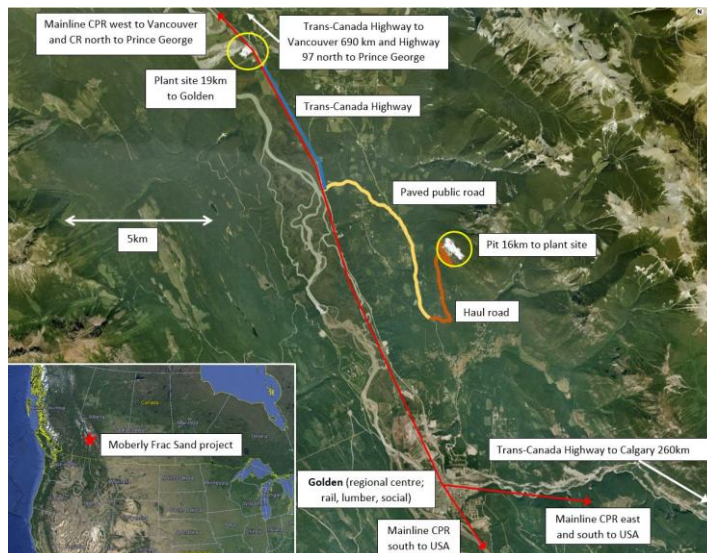 Mainline CPR west to Vancouver
and CR north to Prince George
Trans-Canada Highway to
Vancouver 690 km and Highway
97 north to Prince George
N
Plant site 19km
to Golden
Trans-Canada Highway
Paved public road
5km
Pit 16km to plant site
Haul road
Moberly Frac Sand project
Canada
Trans-Canada Highway to Calgary 260km
Golden (regional centre;
rail, lumber, social)
Mainline CPR
south to USA
Mainline CPR east
and south to USA